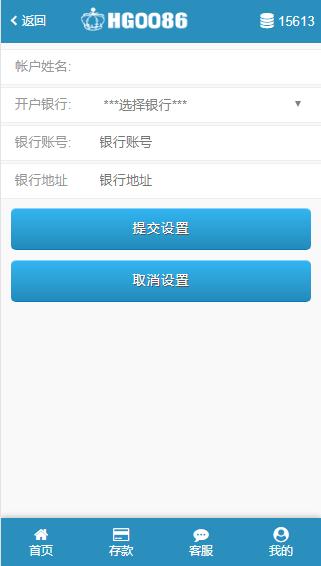 返回 HGOO86 15613
帐户姓名:
开户银行: ***选择银行*** ▼
银行账号: 银行账号
银行地址 银行地址
提交设置
取消设置
首页 存款 客服 我的